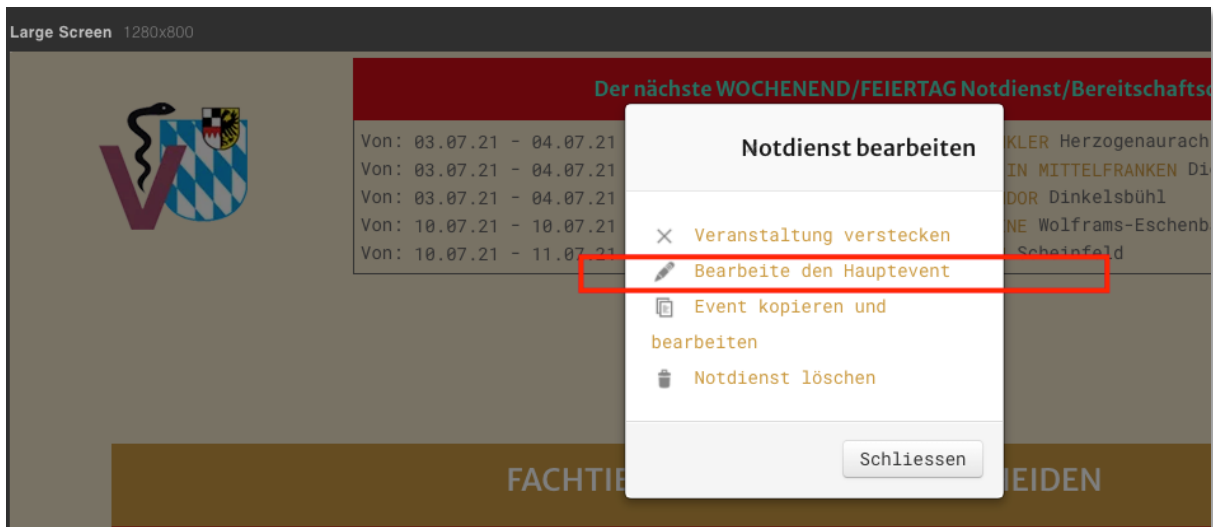 Large Screen 1280x800
Der nächste WOCHENEND/FEIERTAG Notdienst/Bereitschafts
Von: 03.07.21 - 04.07.21 KLER Herzogenaurach
Von: 03.07.21 - 04.07.21 IN MITTELFRANKEN
Von: 03.07.21 - 04.07.21 DOR Dinkelsbühl
Von: 10.07.21 - 10.07.21 NE Wolframs-Eschenb
Von: 10.07.21 - 11.07.21 Scheinfeld
Notdienst bearbeiten
Veranstaltung verstecken
Bearbeite den Hauptevent
Event kopieren und
bearbeiten
Notdienst löschen
Schliessen
FACHTIE EIDEN